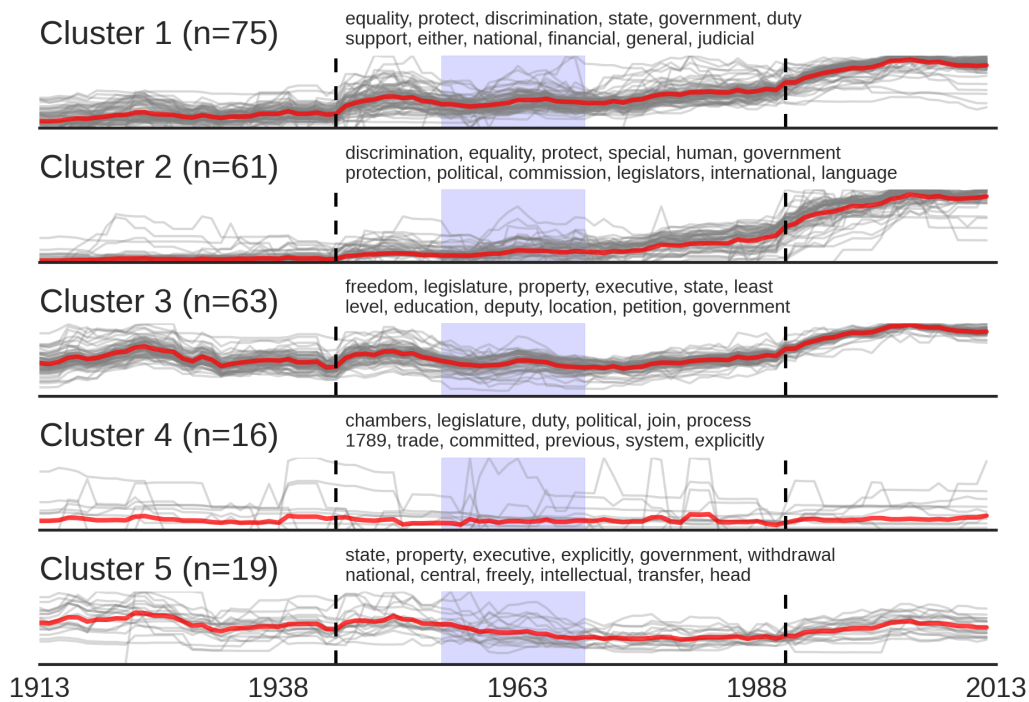 Cluster 1 (n=75)
equality, protect, discrimination, state, government, duty
support, either, national, financial, general, judicial
Cluster 2 (n=61)
discrimination, equality, protect, special, human, government
protection, political, commission, legislators, international, language
Cluster 3 (n=63)
freedom, legislature, property, executive, state, least
level, education, deputy, location, petition, government
Cluster 4 (n=16)
chambers, legislature, duty, political, join, process
1789, trade, committed, previous, system, explicitly
Cluster 5 (n=19)
state, property, executive, explicitly, government, withdrawal
national, central, freely, intellectual, transfer, head
1913 1938 1963 1988 2013